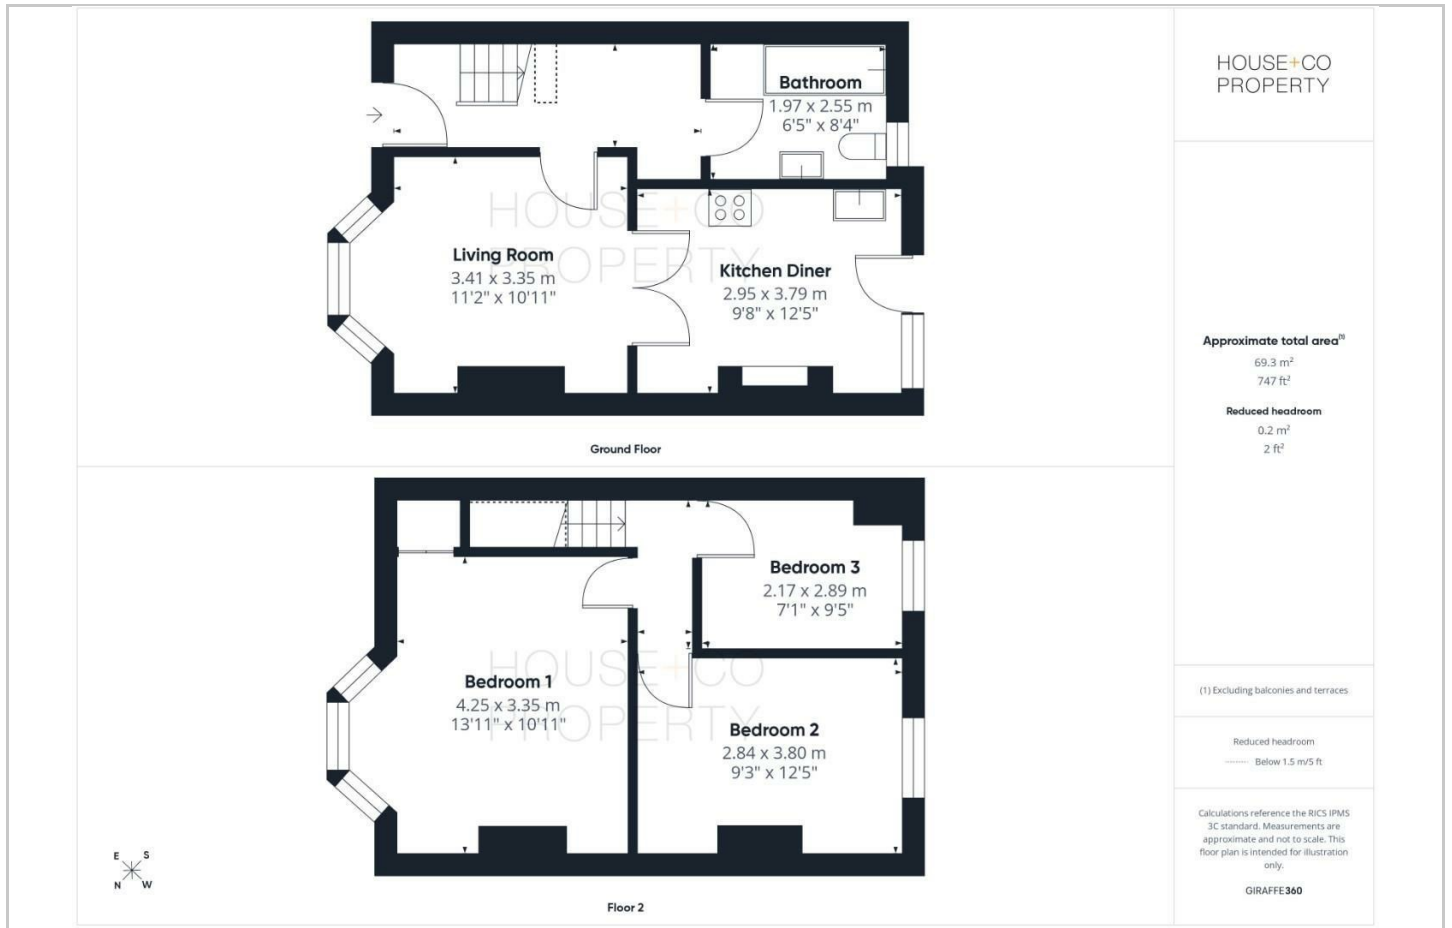 HOUSE+CO
PROPERTY
Bathroom
1.97 x 2.55 m
6'5" x 8'4"
HOUSE+CO
PROPERTY
Living Room
3.41 x 3.35 m
11'2" x 10'11"
Kitchen Diner
2.95 x 3.79 m
9'8" x 12'5"
Ground Floor
Approximate total area(1)
69.3 m²
747 ft²
Reduced headroom
0.2 m²
2 ft²
Bedroom 3
2.17 x 2.89 m
7'1" x 9'5"
HOUSE+CO
PROPERTY
Bedroom 1
4.25 x 3.35 m
13'11" x 10'11"
Bedroom 2
2.84 x 3.80 m
9'3" x 12'5"
E S
N W
Floor 2
(1) Excluding balconies and terraces
Reduced headroom
Below 1.5 m/5 ft
Calculations reference the RICS IPMS
3C standard. Measurements are
approximate and not to scale. This
floor plan is intended for illustration
only.
GIRAFFE360